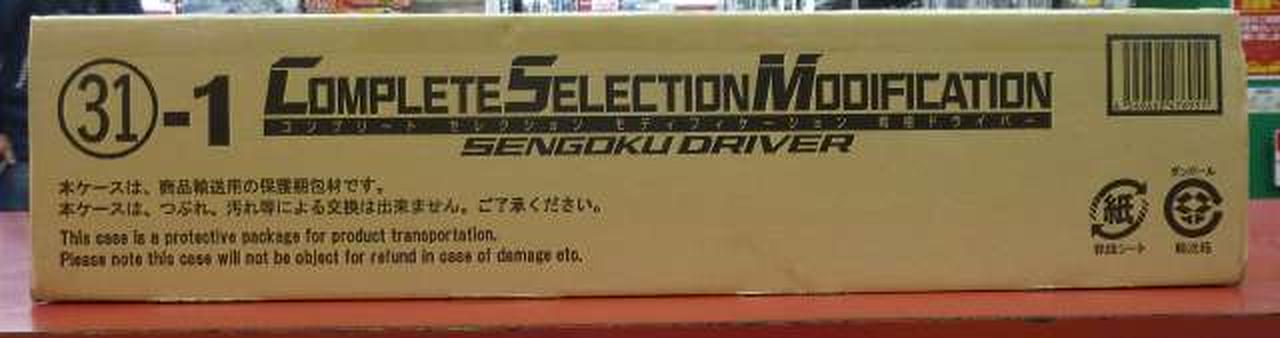 31-1
COMPLETE SELECTION MODIFICATION
コンプリート セレクション モディフィケーション 戦極ドライバー
SENGOKU DRIVER
本ケースは、商品輸送用の保護梱包材です。
本ケースは、つぶれ、汚れ等による交換は出来ません。ご了承ください。
This case is a protective package for product transportation.
Please note this case will not be object for refund in case of damage etc.
ダンボール
紙
輸送箱